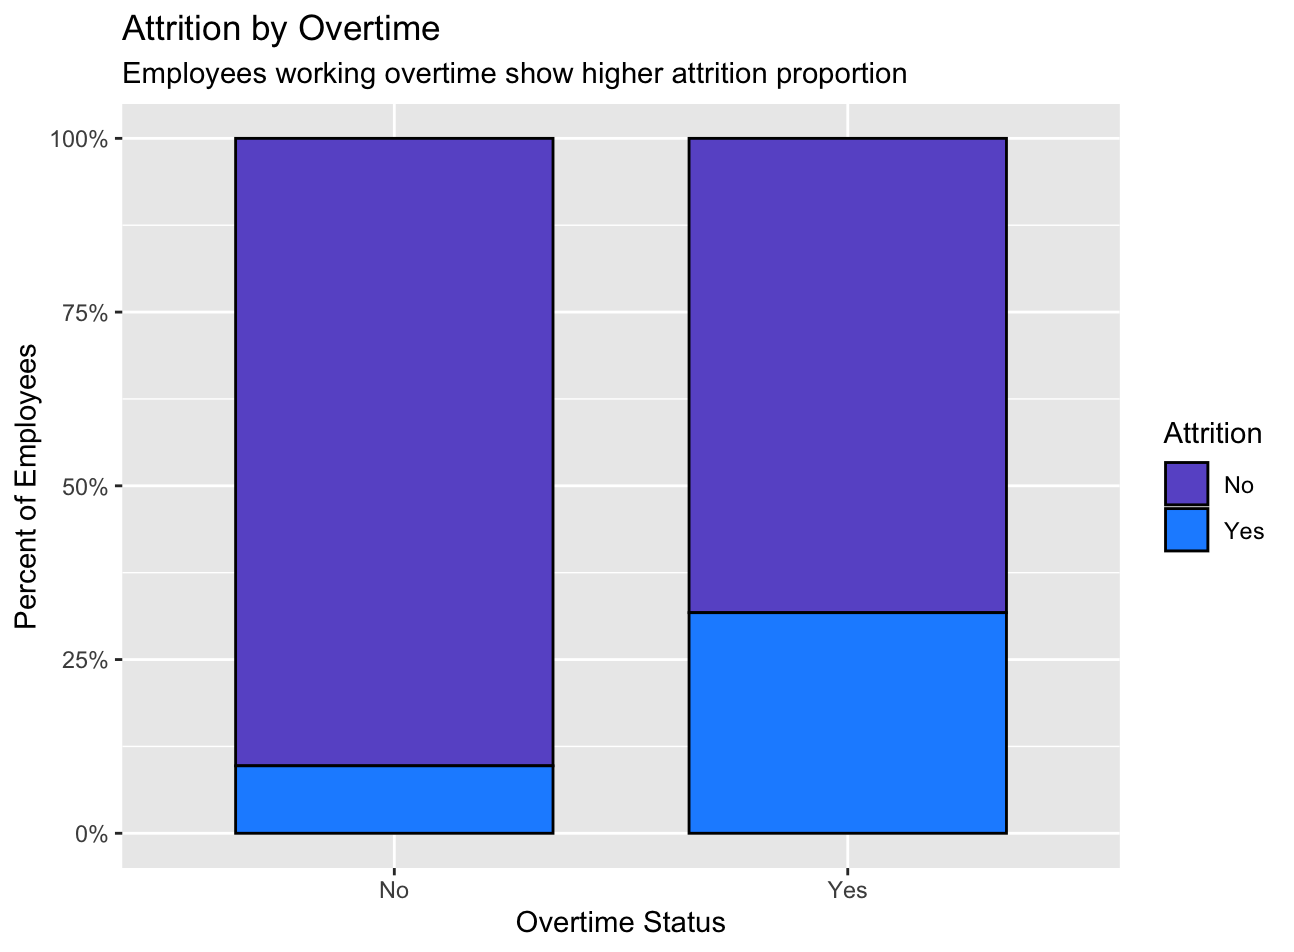 Attrition by Overtime
Employees working overtime show higher attrition proportion
100%
75%
50%
25%
0%
Percent of Employees
No
Yes
Overtime Status
Attrition
No
Yes